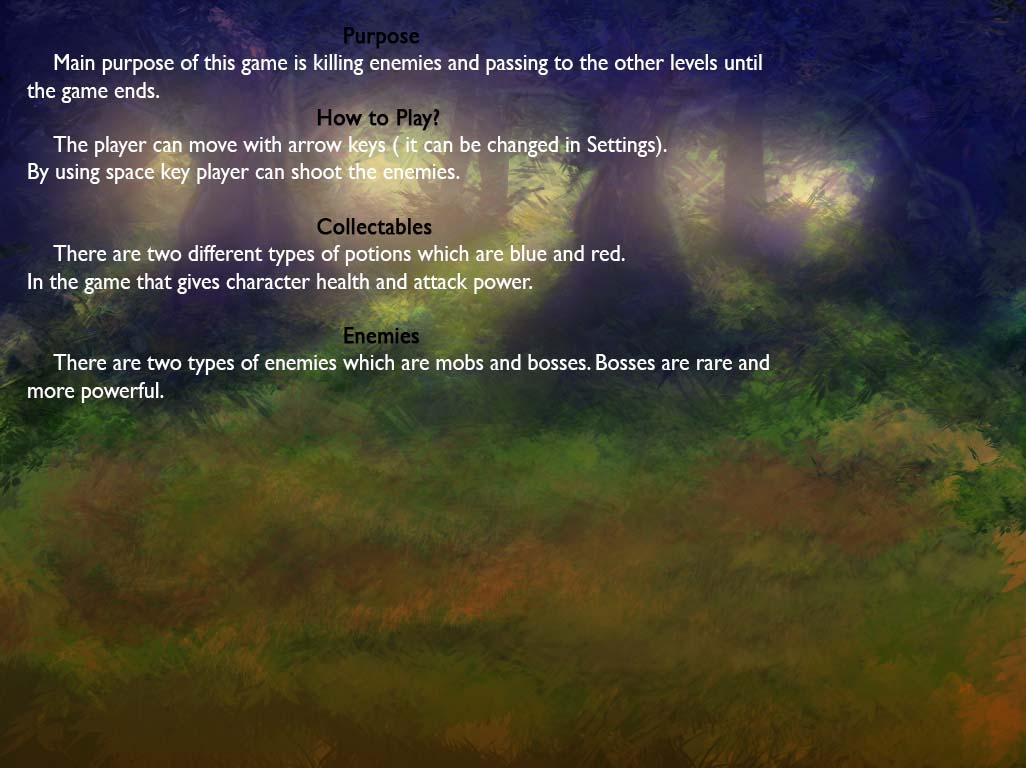 Purpose
Main purpose of this game is killing enemies and passing to the other levels until
the game ends.
How to Play?
The player can move with arrow keys ( it can be changed in Settings).
By using space key player can shoot the enemies.
Collectables
There are two different types of potions which are blue and red.
In the game that gives character health and attack power.
Enemies
There are two types of enemies which are mobs and bosses. Bosses are rare and
more powerful.